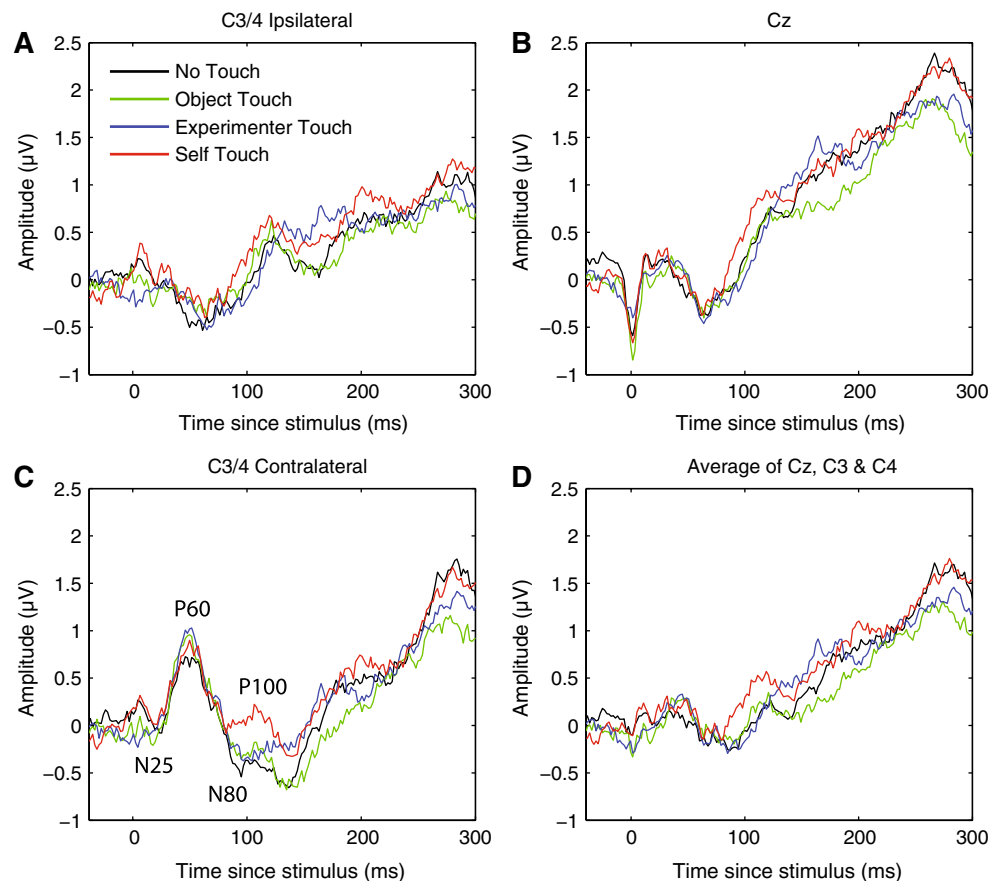 A
C3/4 Ipsilateral
2.5
2
1.5
1
0.5
0
−0.5
−1
Amplitude (μV)
No Touch
Object Touch
Experimenter Touch
Self Touch
0
100
200
300
Time since stimulus (ms)
B
Cz
2.5
2
1.5
1
0.5
0
−0.5
−1
Amplitude (μV)
0
100
200
300
Time since stimulus (ms)
C
C3/4 Contralateral
2.5
2
1.5
1
0.5
0
−0.5
−1
Amplitude (μV)
P60
P100
N25
N80
0
100
200
300
Time since stimulus (ms)
D
Average of Cz, C3 & C4
2.5
2
1.5
1
0.5
0
−0.5
−1
Amplitude (μV)
0
100
200
300
Time since stimulus (ms)